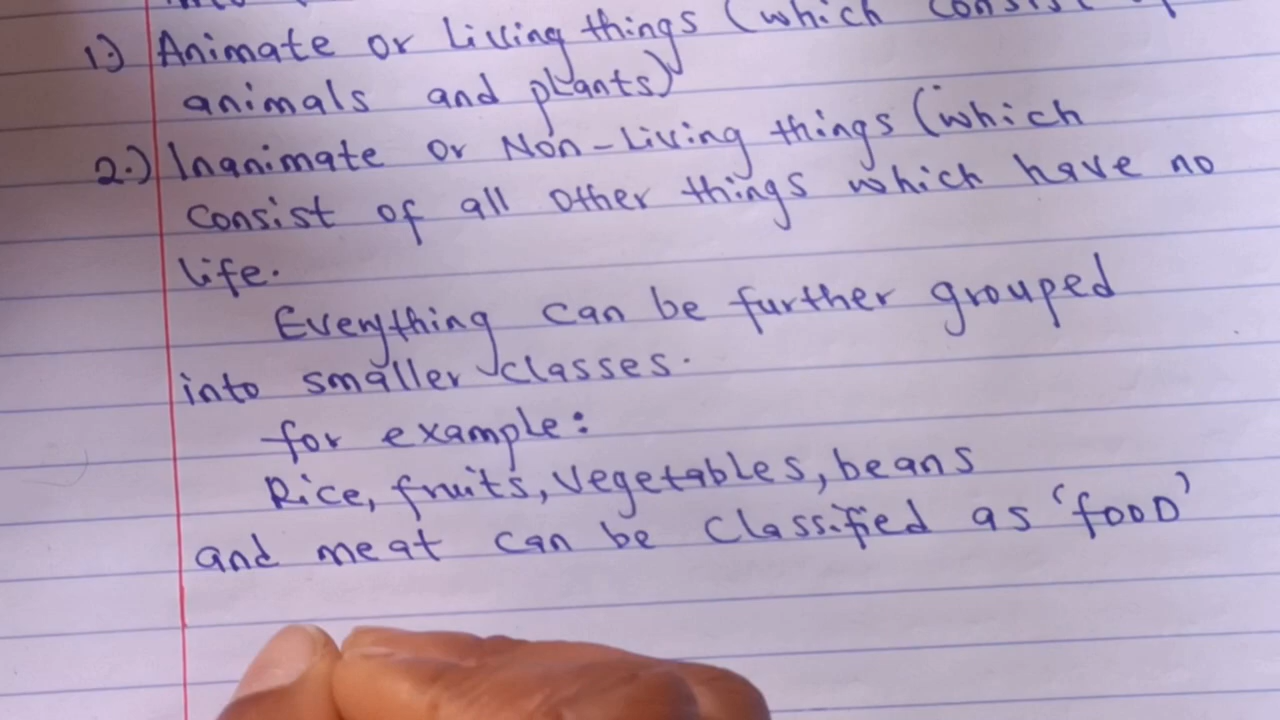 1.) Animate or Living things (which consist
animals and plants)
2.) Inanimate or Non-Living things (which
consist of all other things which have no
life.
Everything can be further grouped
into smaller classes.
for example:
Rice, fruits, vegetables, beans
and meat can be classified as 'fooD'